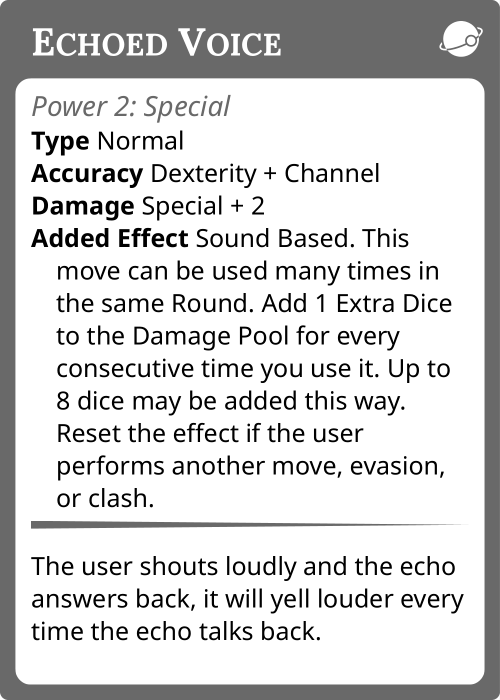 Echoed Voice
Power 2: Special
Type Normal
Accuracy Dexterity + Channel
Damage Special + 2
Added Effect Sound Based. This
move can be used many times in
the same Round. Add 1 Extra Dice
to the Damage Pool for every
consecutive time you use it. Up to
8 dice may be added this way.
Reset the effect if the user
performs another move, evasion,
or clash.
The user shouts loudly and the echo
answers back, it will yell louder every
time the echo talks back.